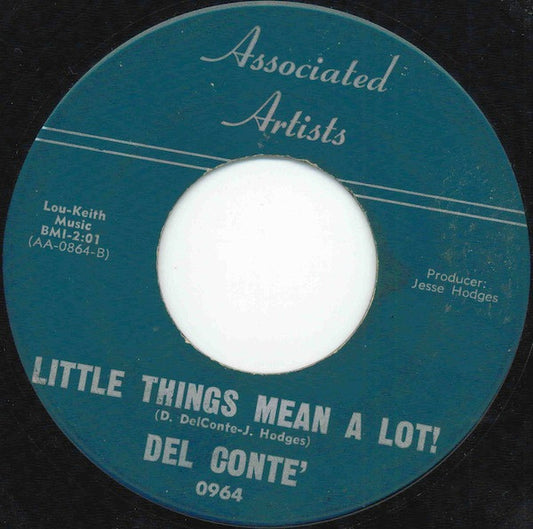 Associated
Artists
Lou-Keith
Music
BMI-2:01
(AA-0864-B)
Producer:
Jesse Hodges
LITTLE THINGS MEAN A LOT!
(D. DelConte-J. Hodges)
DEL CONTE'
0964